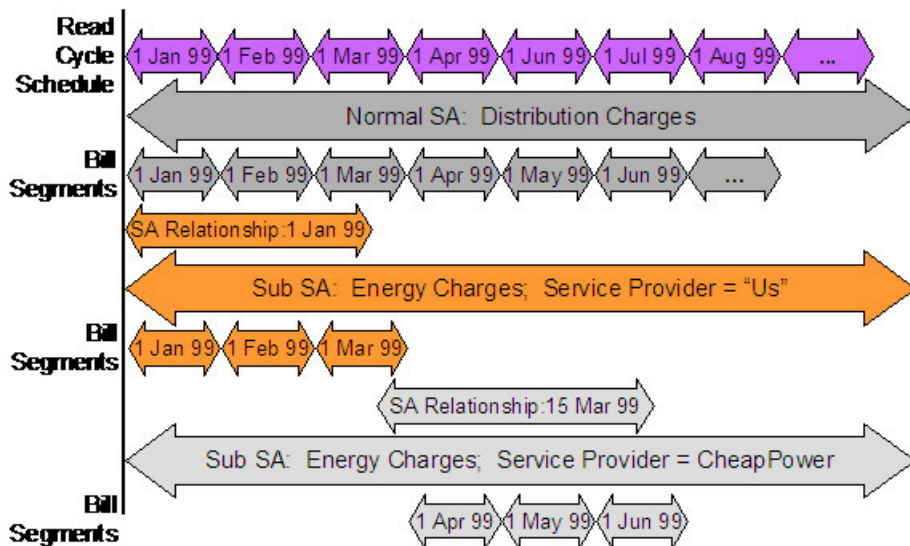 Read
Cycle
Schedule
1 Jan 99 1 Feb 99 1 Mar 99 1 Apr 99 1 Jun 99 1 Jul 99 1 Aug 99 ...
Normal SA: Distribution Charges
Bill
Segments
1 Jan 99 1 Feb 99 1 Mar 99 1 Apr 99 1 May 99 1 Jun 99 ...
SA Relationship:1 Jan 99
Sub SA: Energy Charges; Service Provider = “Us”
Bill
Segments
1 Jan 99 1 Feb 99 1 Mar 99
SA Relationship:15 Mar 99
Sub SA: Energy Charges; Service Provider = CheapPower
Bill
Segments
1 Apr 99 1 May 99 1 Jun 99